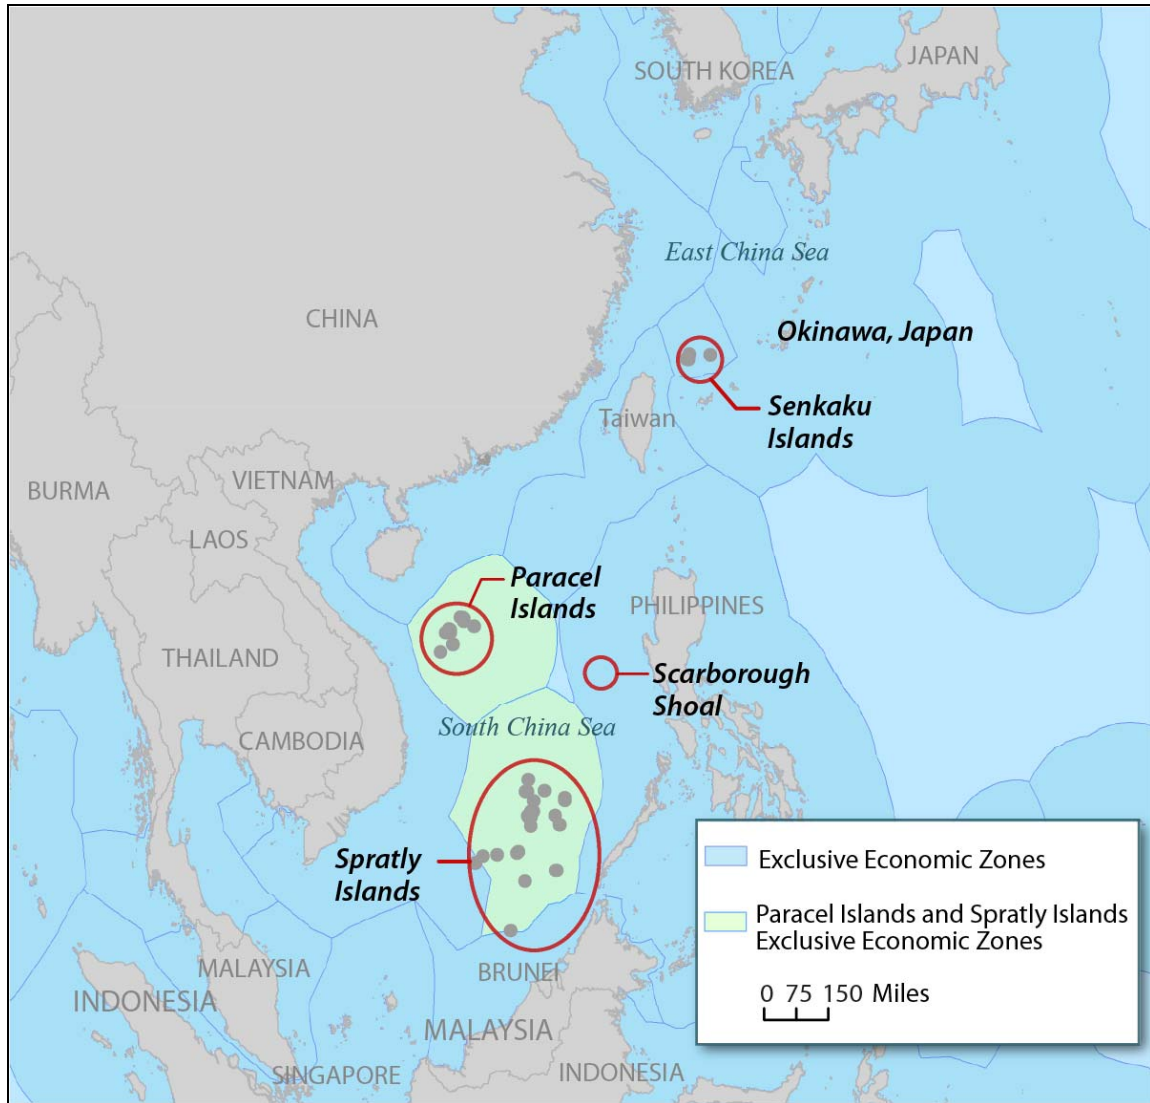 SOUTH KOREA
JAPAN
East China Sea
CHINA
Okinawa, Japan
Senkaku
Islands
Taiwan
VIETNAM
BURMA
LAOS
Paracel
Islands
PHILIPPINES
THAILAND
Scarborough
Shoal
South China Sea
CAMBODIA
Spratly
Islands
Exclusive Economic Zones
Paracel Islands and Spratly Islands
Exclusive Economic Zones
0 75 150 Miles
MALAYSIA
BRUNEI
INDONESIA
MALAYSIA
SINGAPORE
INDONESIA